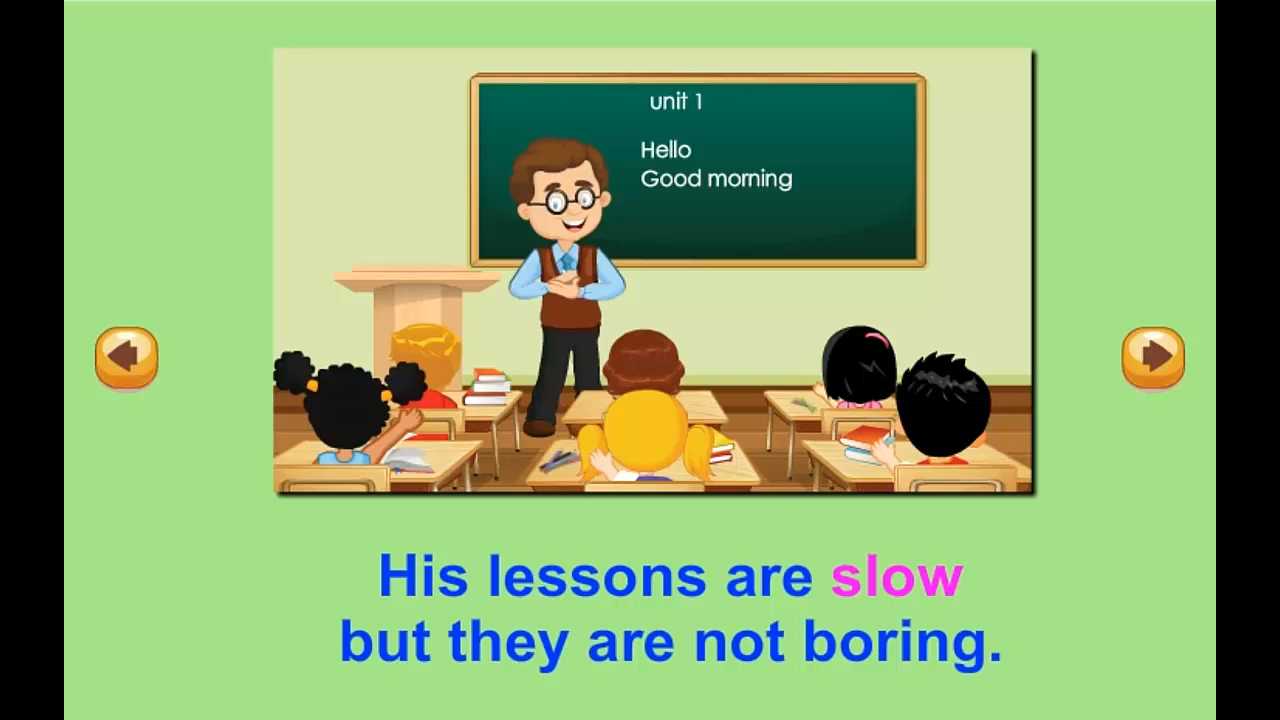 unit 1
Hello
Good morning
His lessons are slow
but they are not boring.